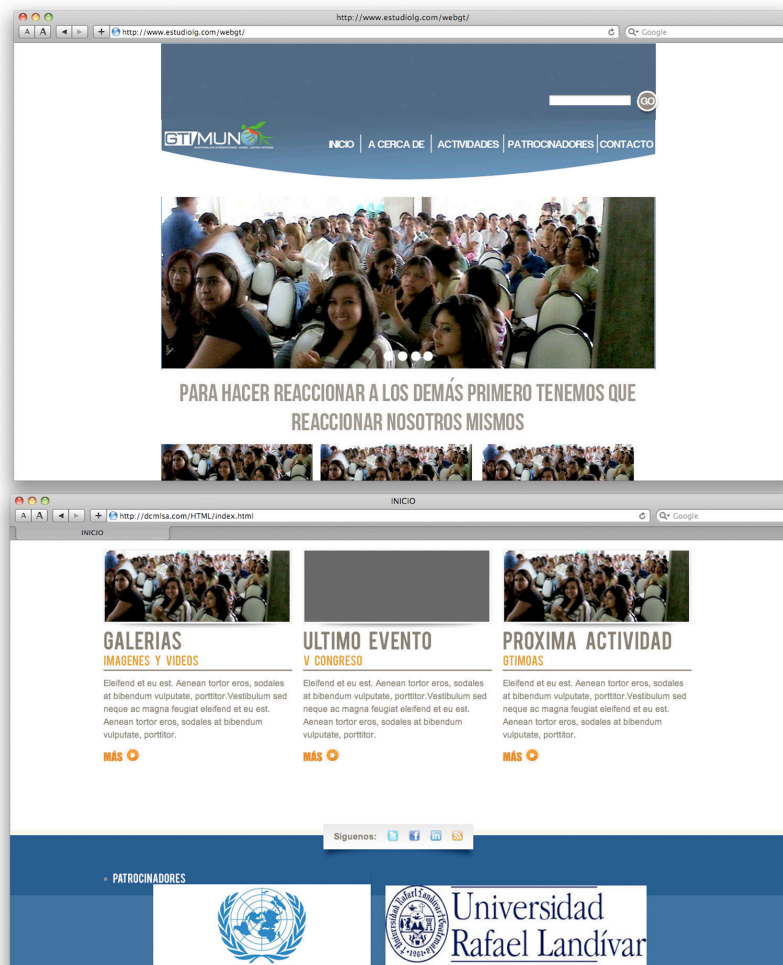 http://www.estudiolg.com/webgt/
A A + http://www.estudiolg.com/webgt/ Google
GO
GTI/MUN
INICIO A CERCA DE ACTIVIDADES PATROCINADORES CONTACTO
PARA HACER REACCIONAR A LOS DEMÁS PRIMERO TENEMOS QUE
REACCIONAR NOSOTROS MISMOS
INICIO
A A + http://dcmlsa.com/HTML/index.html Google
INICIO
GALERIAS
IMAGENES Y VIDEOS
Eleifend et eu est. Aenean tortor eros, sodales
at bibendum vulputate, porttitor.Vestibulum sed
neque ac magna feugiat eleifend et eu est.
Aenean tortor eros, sodales at bibendum
vulputate, porttitor.
MÁS
ULTIMO EVENTO
V CONGRESO
Eleifend et eu est. Aenean tortor eros, sodales
at bibendum vulputate, porttitor.Vestibulum sed
neque ac magna feugiat eleifend et eu est.
Aenean tortor eros, sodales at bibendum
vulputate, porttitor.
MÁS
PROXIMA ACTIVIDAD
GTIMOAS
Eleifend et eu est. Aenean tortor eros, sodales
at bibendum vulputate, porttitor.Vestibulum sed
neque ac magna feugiat eleifend et eu est.
Aenean tortor eros, sodales at bibendum
vulputate, porttitor.
MÁS
Síguenos:
PATROCINADORES
Universidad
Rafael Landívar